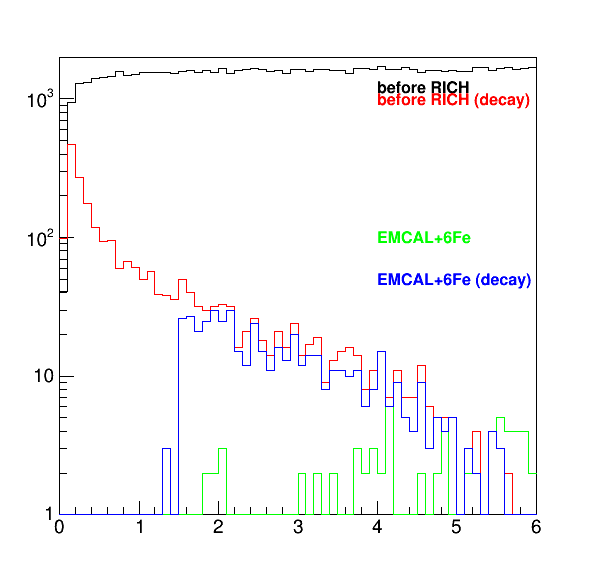 10³
before RICH
before RICH (decay)
10²
EMCAL+6Fe
EMCAL+6Fe (decay)
10
1
0 1 2 3 4 5 6